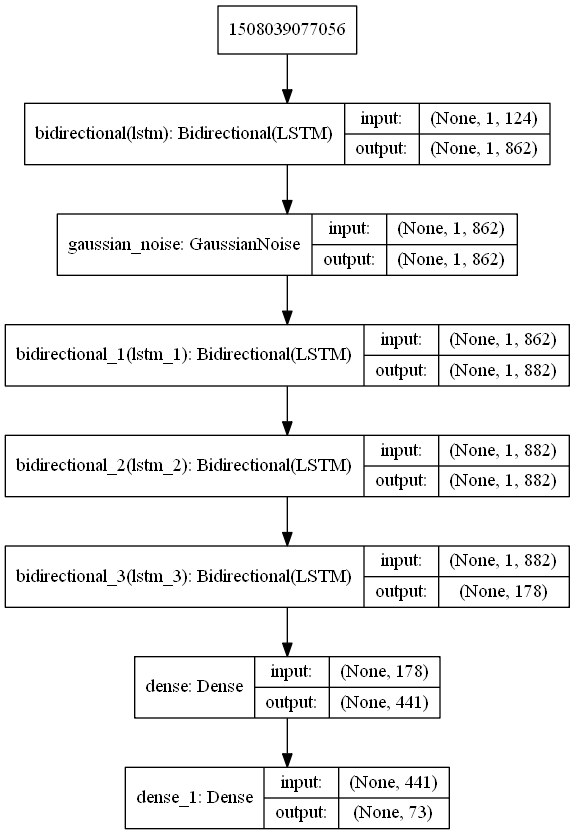 1508039077056
bidirectional(lstm): Bidirectional(LSTM)
input: (None, 1, 124)
output: (None, 1, 862)
gaussian_noise: GaussianNoise
input: (None, 1, 862)
output: (None, 1, 862)
bidirectional_1(lstm_1): Bidirectional(LSTM)
input: (None, 1, 862)
output: (None, 1, 882)
bidirectional_2(lstm_2): Bidirectional(LSTM)
input: (None, 1, 882)
output: (None, 1, 882)
bidirectional_3(lstm_3): Bidirectional(LSTM)
input: (None, 1, 882)
output: (None, 178)
dense: Dense
input: (None, 178)
output: (None, 441)
dense_1: Dense
input: (None, 441)
output: (None, 73)